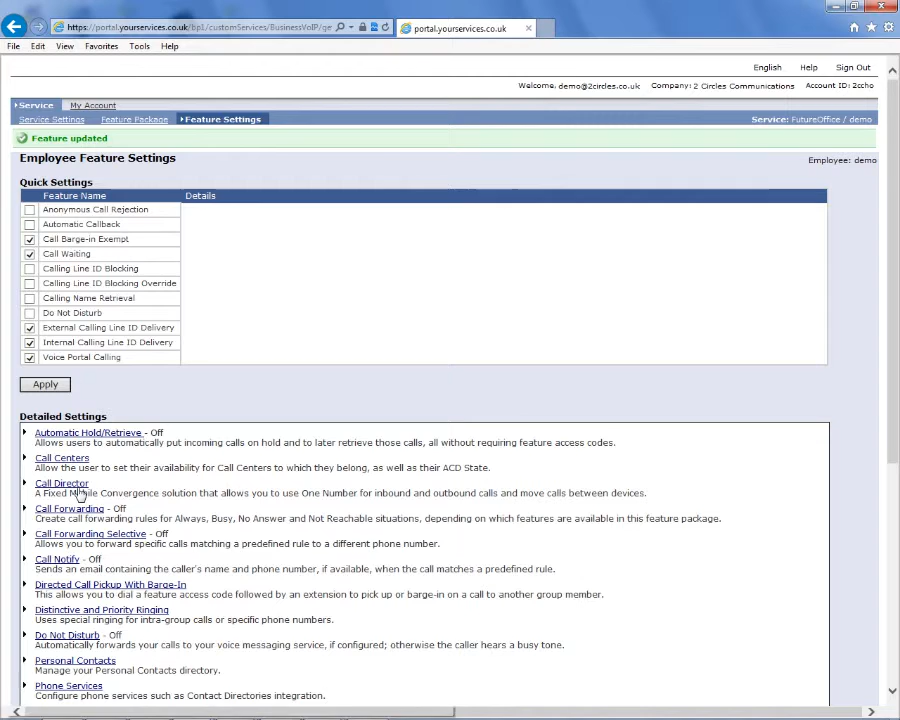 https://portal.yourservices.co.uk/bp1/customServices/BusinessVoIP/ge
portal.yourservices.co.uk
File Edit View Favorites Tools Help
English Help Sign Out
Welcome, demo@2circles.co.uk Company: 2 Circles Communications Account ID: 2ccho
Service My Account
Service Settings Feature Package Feature Settings Service: FutureOffice / demo
Feature updated
Employee Feature Settings
Employee: demo
Quick Settings
Feature Name Details
Anonymous Call Rejection
Automatic Callback
Call Barge-in Exempt
Call Waiting
Calling Line ID Blocking
Calling Line ID Blocking Override
Calling Name Retrieval
Do Not Disturb
External Calling Line ID Delivery
Internal Calling Line ID Delivery
Voice Portal Calling
Apply
Detailed Settings
Automatic Hold/Retrieve - Off
Allows users to automatically put incoming calls on hold and to later retrieve those calls, all without requiring feature access codes.
Call Centers
Allow the user to set their availability for Call Centers to which they belong, as well as their ACD State.
Call Director
A Fixed Mobile Convergence solution that allows you to use One Number for inbound and outbound calls and move calls between devices.
Call Forwarding - Off
Create call forwarding rules for Always, Busy, No Answer and Not Reachable situations, depending on which features are available in this feature package.
Call Forwarding Selective - Off
Allows you to forward specific calls matching a predefined rule to a different phone number.
Call Notify - Off
Sends an email containing the caller's name and phone number, if available, when the call matches a predefined rule.
Directed Call Pickup With Barge-In
This allows you to dial a feature access code followed by an extension to pick up or barge-in on a call to another group member.
Distinctive and Priority Ringing
Uses special ringing for intra-group calls or specific phone numbers.
Do Not Disturb - Off
Automatically forwards your calls to your voice messaging service, if configured; otherwise the caller hears a busy tone.
Personal Contacts
Manage your Personal Contacts directory.
Phone Services
Configure phone services such as Contact Directories integration.